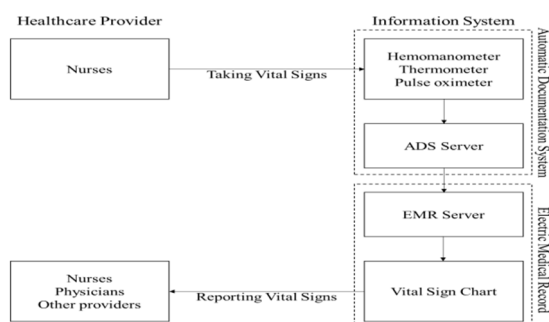 Healthcare Provider
Information System
Nurses
Taking Vital Signs
Hemomanometer
Thermometer
Pulse oximeter
Automatic Documentation System
ADS Server
EMR Server
Electric Medical Record
Nurses
Physicians
Other providers
Reporting Vital Signs
Vital Sign Chart